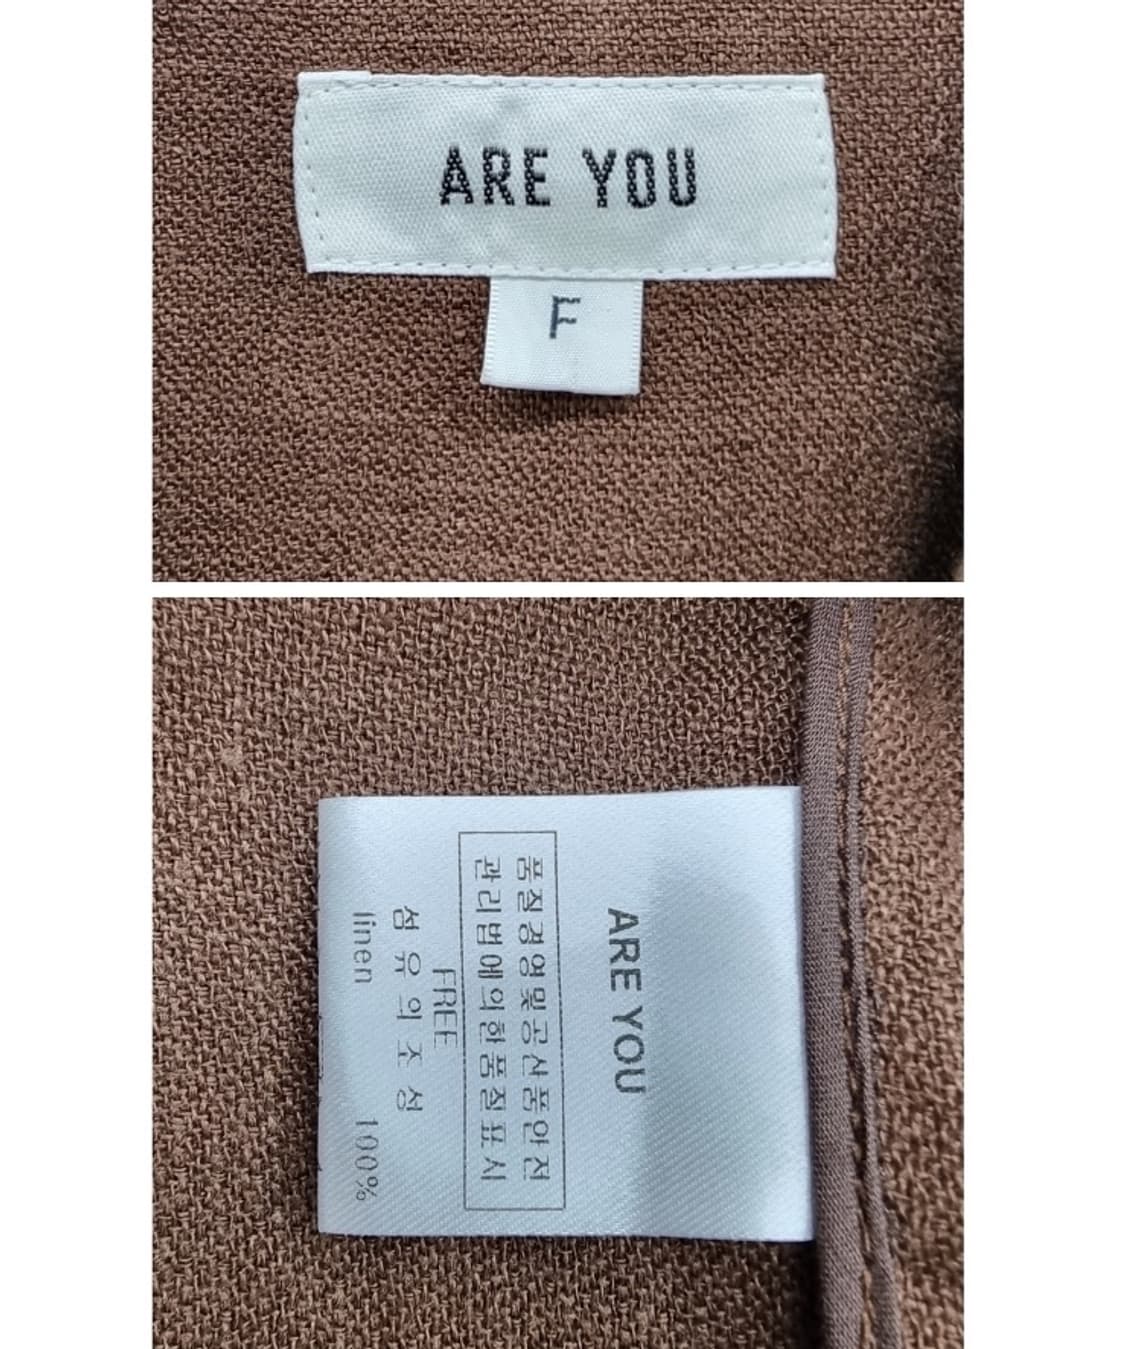 ARE YOU
F
ARE YOU
품질경영및공산품안전
관리법에의한품질표시
FREE
섬유의조성
linen 100%